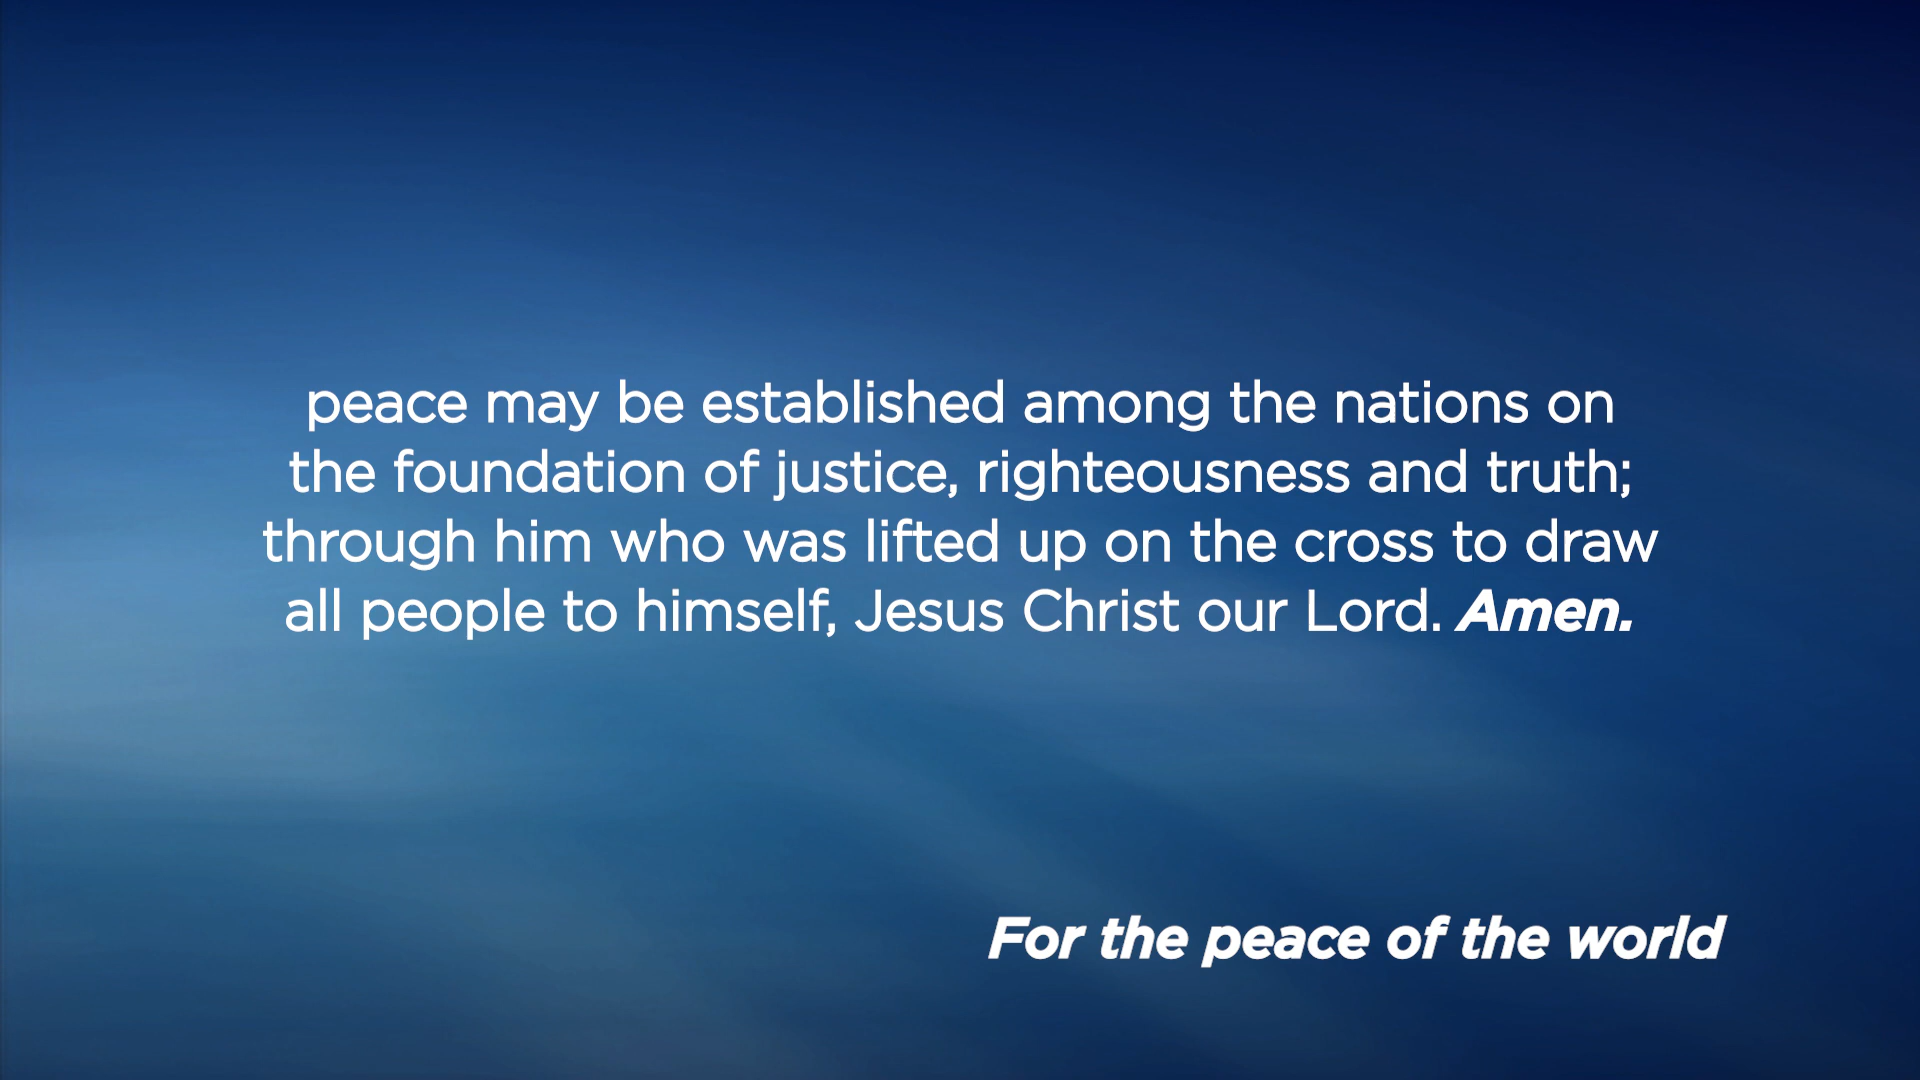 peace may be established among the nations on
the foundation of justice, righteousness and truth;
through him who was lifted up on the cross to draw
all people to himself, Jesus Christ our Lord. Amen.
For the peace of the world